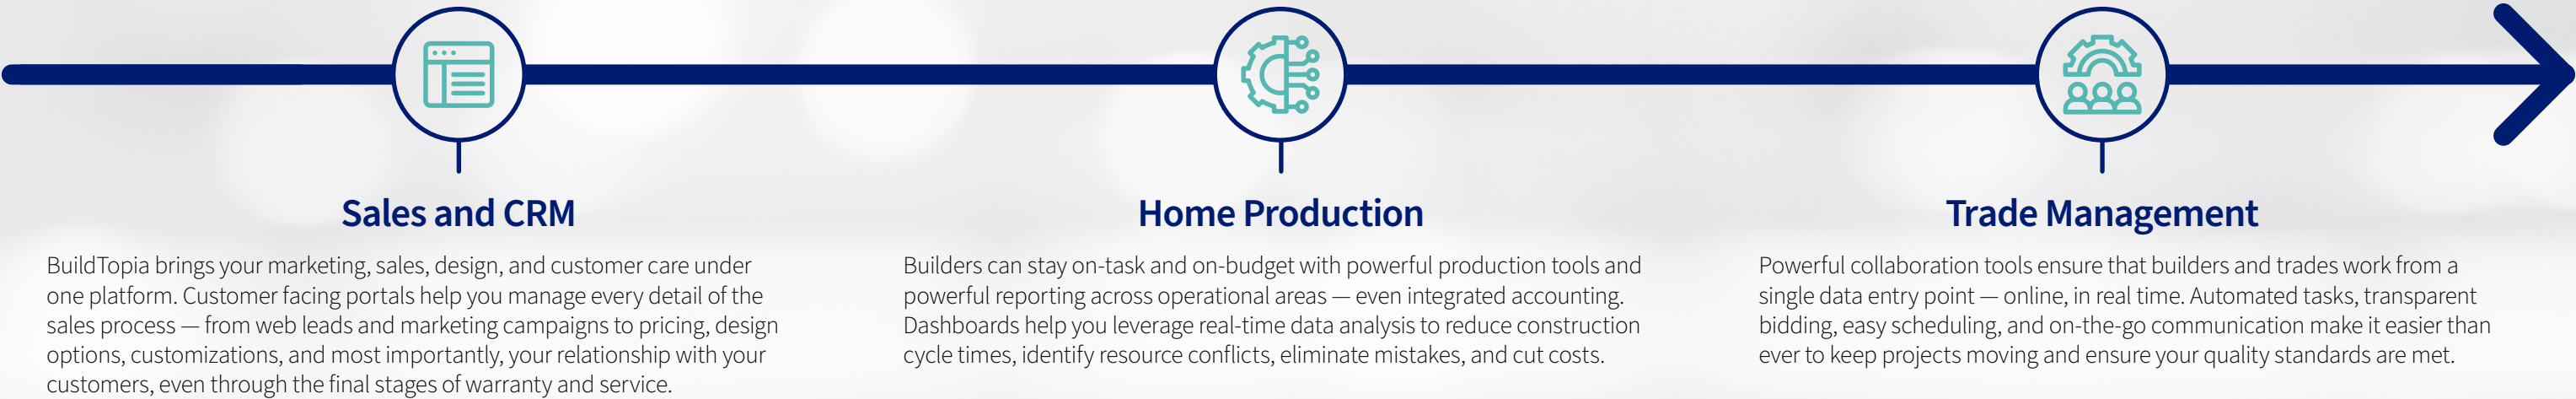 Sales and CRM
BuildTopia brings your marketing, sales, design, and customer care under
one platform. Customer facing portals help you manage every detail of the
sales process — from web leads and marketing campaigns to pricing, design
options, customizations, and most importantly, your relationship with your
customers, even through the final stages of warranty and service.
Home Production
Builders can stay on-task and on-budget with powerful production tools and
powerful reporting across operational areas — even integrated accounting.
Dashboards help you leverage real-time data analysis to reduce construction
cycle times, identify resource conflicts, eliminate mistakes, and cut costs.
Trade Management
Powerful collaboration tools ensure that builders and trades work from a
single data entry point — online, in real time. Automated tasks, transparent
bidding, easy scheduling, and on-the-go communication make it easier than
ever to keep projects moving and ensure your quality standards are met.